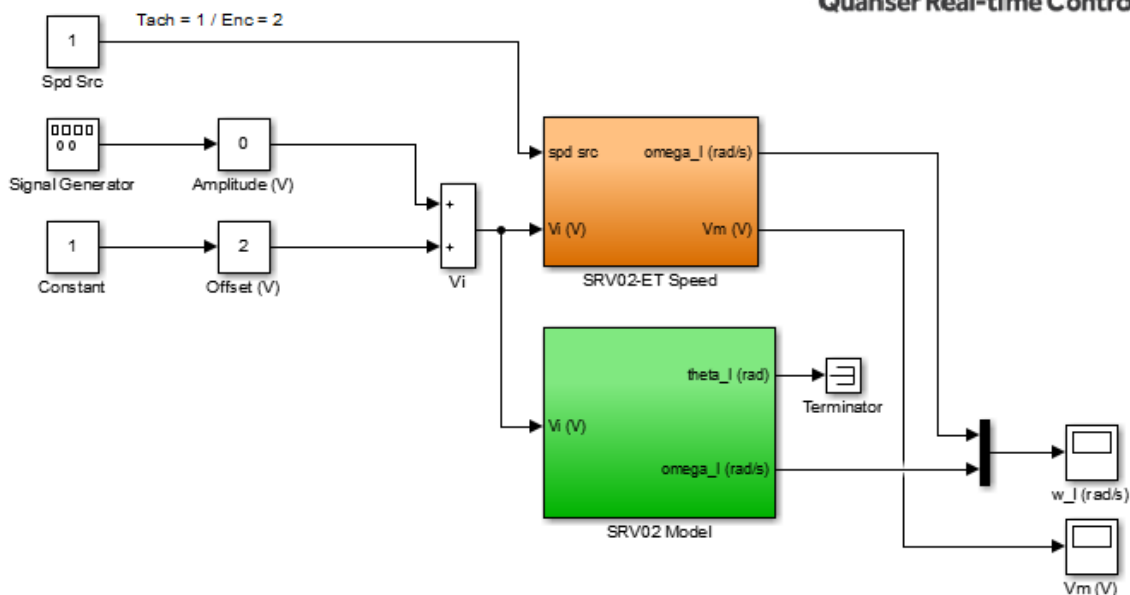 Quanser Real-time Contro
Tach = 1 / Enc = 2
1
Spd Src
Signal Generator
0
Amplitude (V)
1
Constant
2
Offset (V)
+
+
Vi
spd src
omega_l (rad/s)
Vi (V)
Vm (V)
SRV02-ET Speed
theta_l (rad)
Vi (V)
omega_l (rad/s)
SRV02 Model
Terminator
w_l (rad/s)
Vm (V)